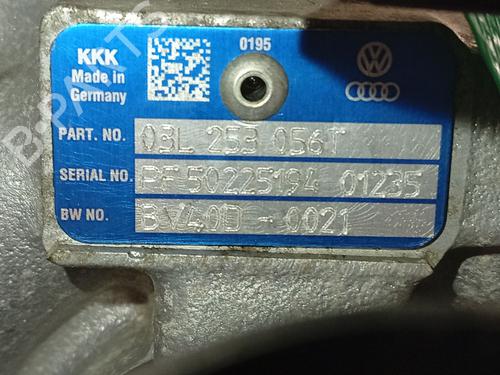 KKK
Made in
Germany
0195
PART. NO. 03L 253 056T
SERIAL NO. PF 50225194 01235
BW NO. BV40D-0021
B-PARTS